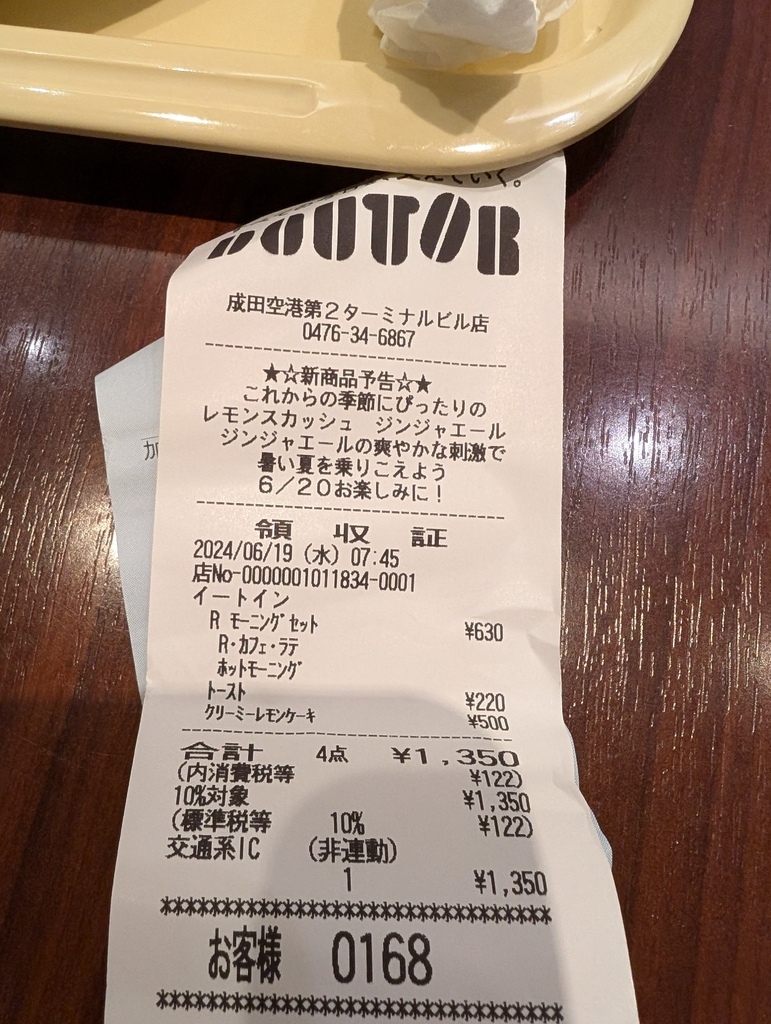 えていく。
DOUTOR
成田空港第2ターミナルビル店
0476-34-6867
★☆新商品予告☆★
これからの季節にぴったりの
レモンスカッシュ ジンジャエール
ジンジャエールの爽やかな刺激で
暑い夏を乗りこえよう
6/20お楽しみに!
領 収 証
2024/06/19 (水) 07:45
店No-0000001011834-0001
イートイン
R モーニングセット ¥630
R・カフェ・ラテ
ホットモーニング
トースト ¥220
クリーミーレモンケーキ ¥500
合計 4点 ¥1,350
(内消費税等 ¥122)
10%対象 ¥1,350
(標準税等 10% ¥122)
交通系IC (非連動)
1 ¥1,350
************************************
お客様 0168
************************************
加